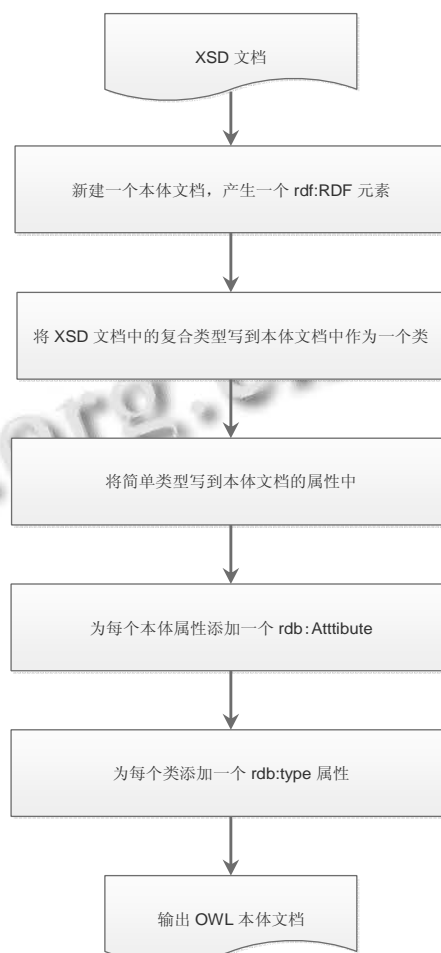 XSD 文档
新建一个本体文档，产生一个 rdf:RDF 元素
将 XSD 文档中的复合类型写到本体文档中作为一个类
将简单类型写到本体文档的属性中
为每个本体属性添加一个 rdb:Atttibute
为每个类添加一个 rdb:type 属性
输出 OWL 本体文档